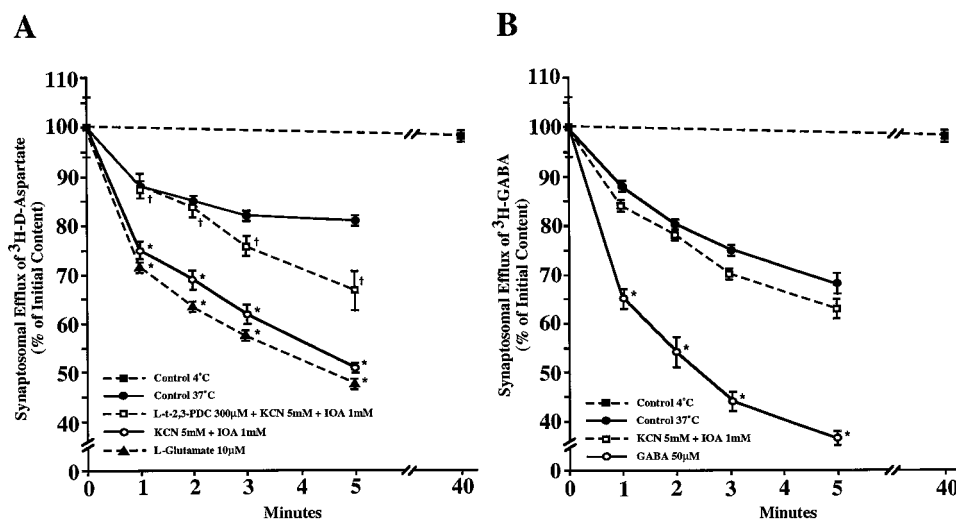 A
B
Synaptosomal Efflux of ³H-D-Aspartate
(% of Initial Content)
110
100
90
80
70
60
50
40
0
Control 4°C
Control 37°C
L-t-2,3-PDC 300µM + KCN 5mM + IOA 1mM
KCN 5mM + IOA 1mM
L-Glutamate 10µM
† † † †
* * * *
* * * *
0 1 2 3 4 5 40
Minutes
Synaptosomal Efflux of ³H-GABA
(% of Initial Content)
110
100
90
80
70
60
50
40
0
Control 4°C
Control 37°C
KCN 5mM + IOA 1mM
GABA 50µM
* * * *
0 1 2 3 4 5 40
Minutes